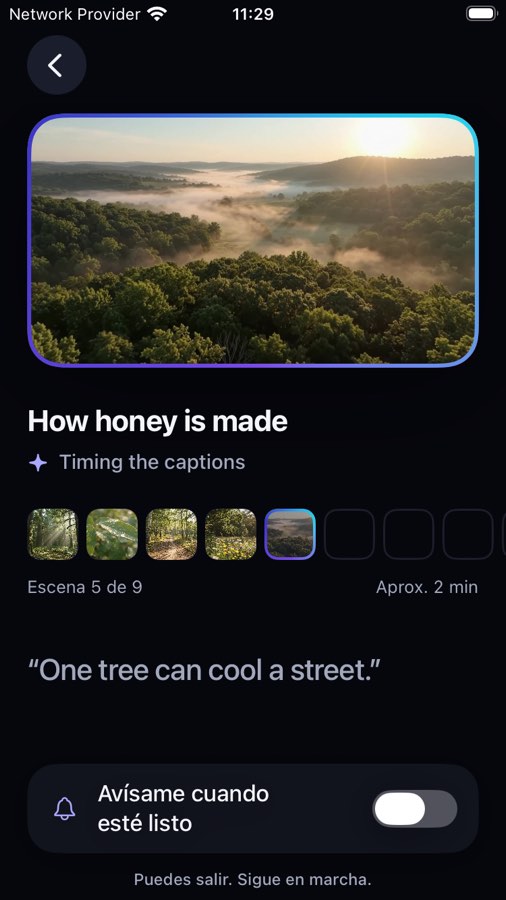 Network Provider 11:29
How honey is made
Timing the captions
Escena 5 de 9 Aprox. 2 min
“One tree can cool a street.”
Avísame cuando
esté listo
Puedes salir. Sigue en marcha.